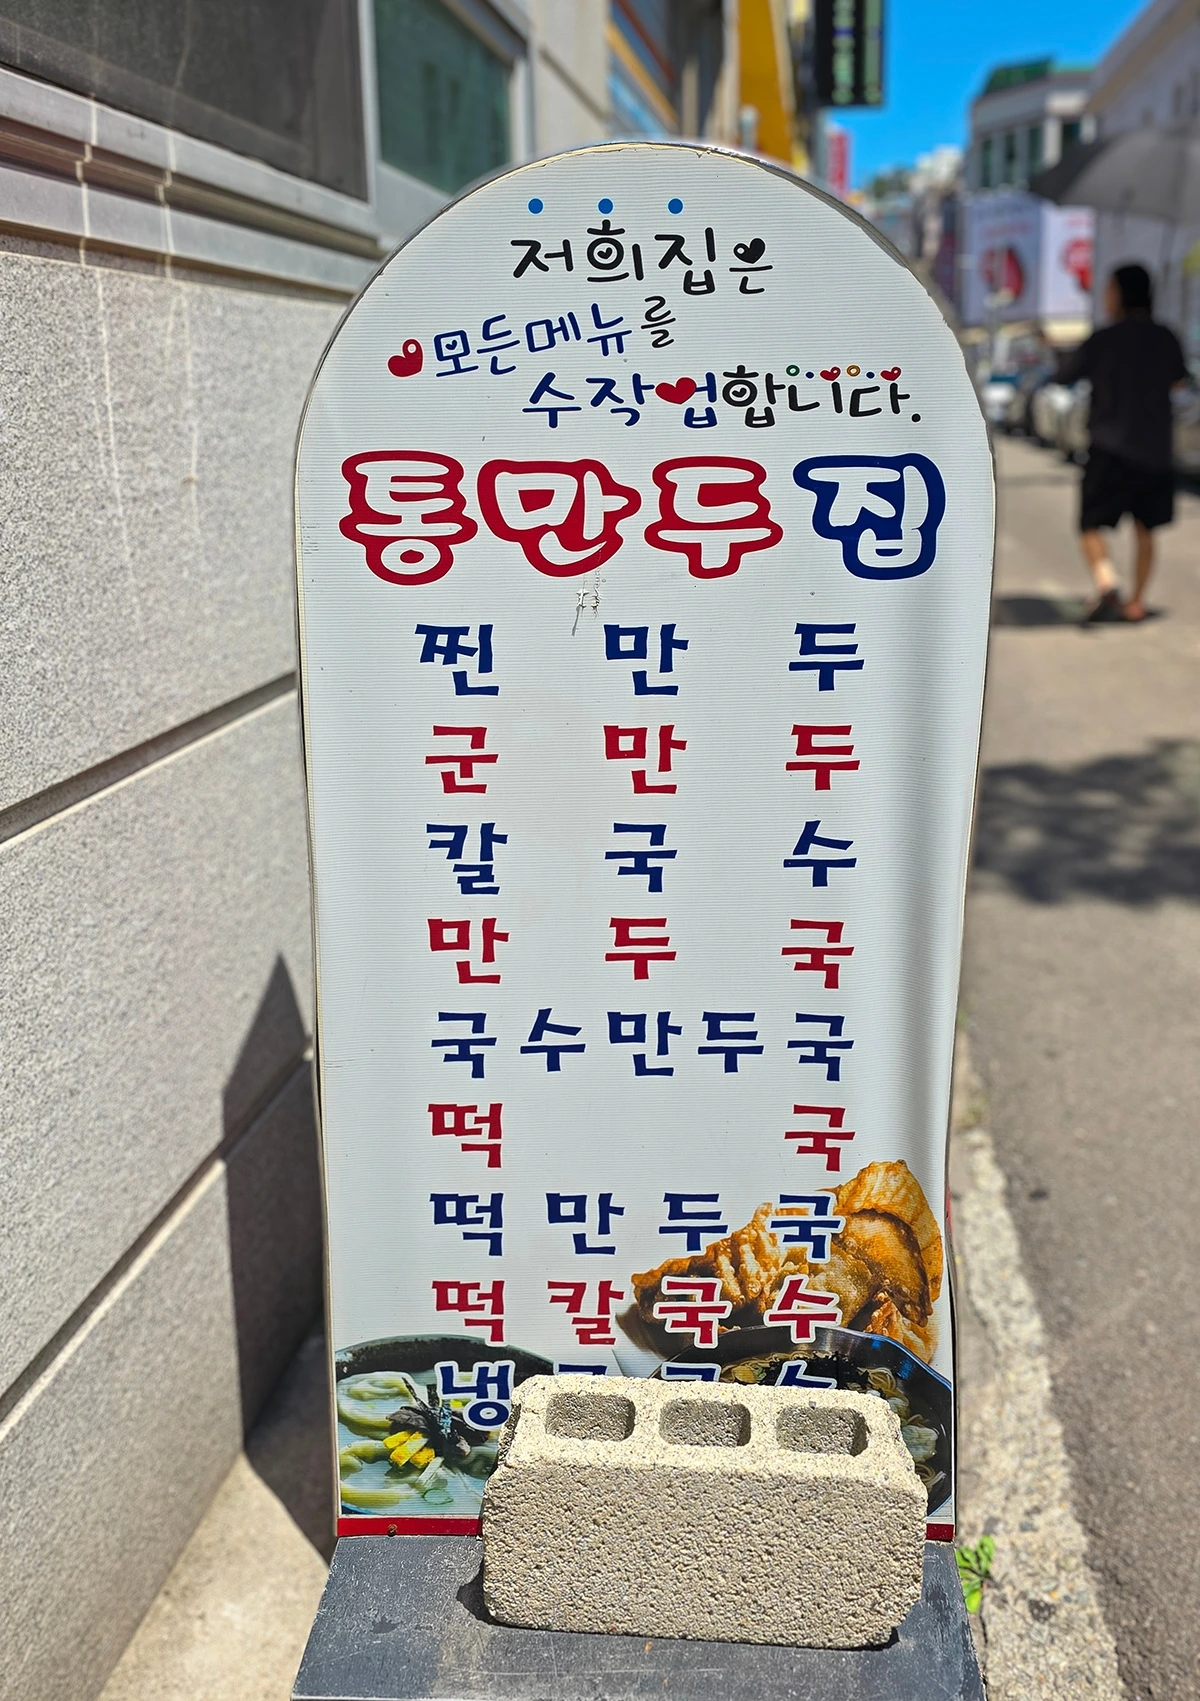 저희집은
모든메뉴를
수작업합니다.
통만두집
찐만두
군만두
칼국수
만두국
국수만두국
떡국
떡만두국
떡칼국수
냉